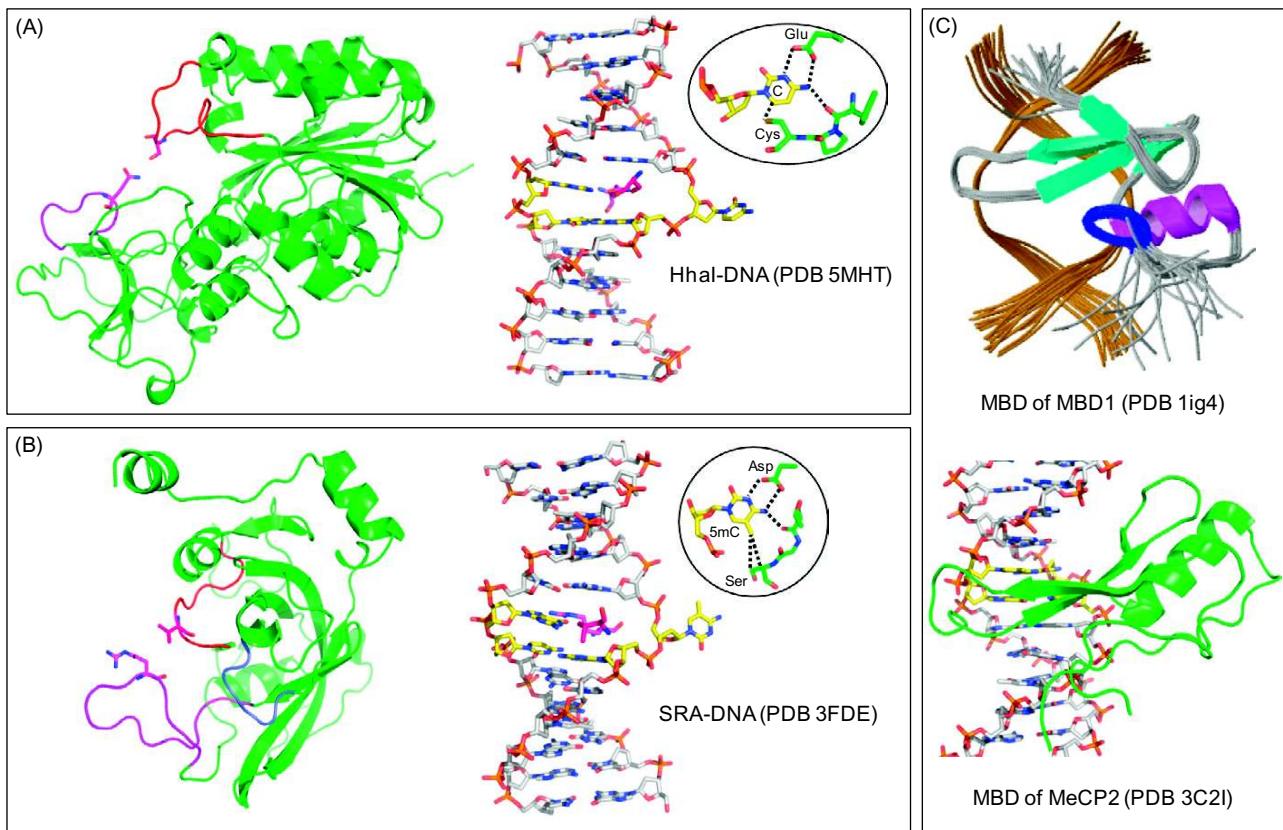 (A)
Glu
C
Cys
HhaI-DNA (PDB 5MHT)
(B)
Asp
5mC
Ser
SRA-DNA (PDB 3FDE)
(C)
MBD of MBD1 (PDB 1ig4)
MBD of MeCP2 (PDB 3C2I)